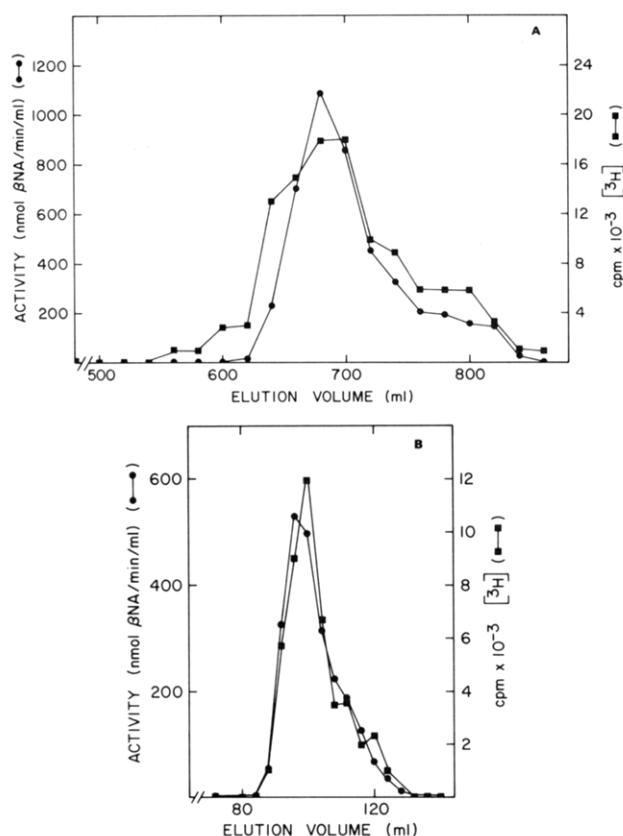 A
ACTIVITY (nmol βNA/min/ml) (●—●)
1200
1000
800
600
400
200
24
20
16
12
8
4
cpm x 10⁻³ [³H] (■—■)
500 600 700 800
ELUTION VOLUME (ml)
B
ACTIVITY (nmol βNA/min/ml) (●—●)
600
400
200
12
10
8
6
4
2
cpm x 10⁻³ [³H] (■—■)
80 120
ELUTION VOLUME (ml)